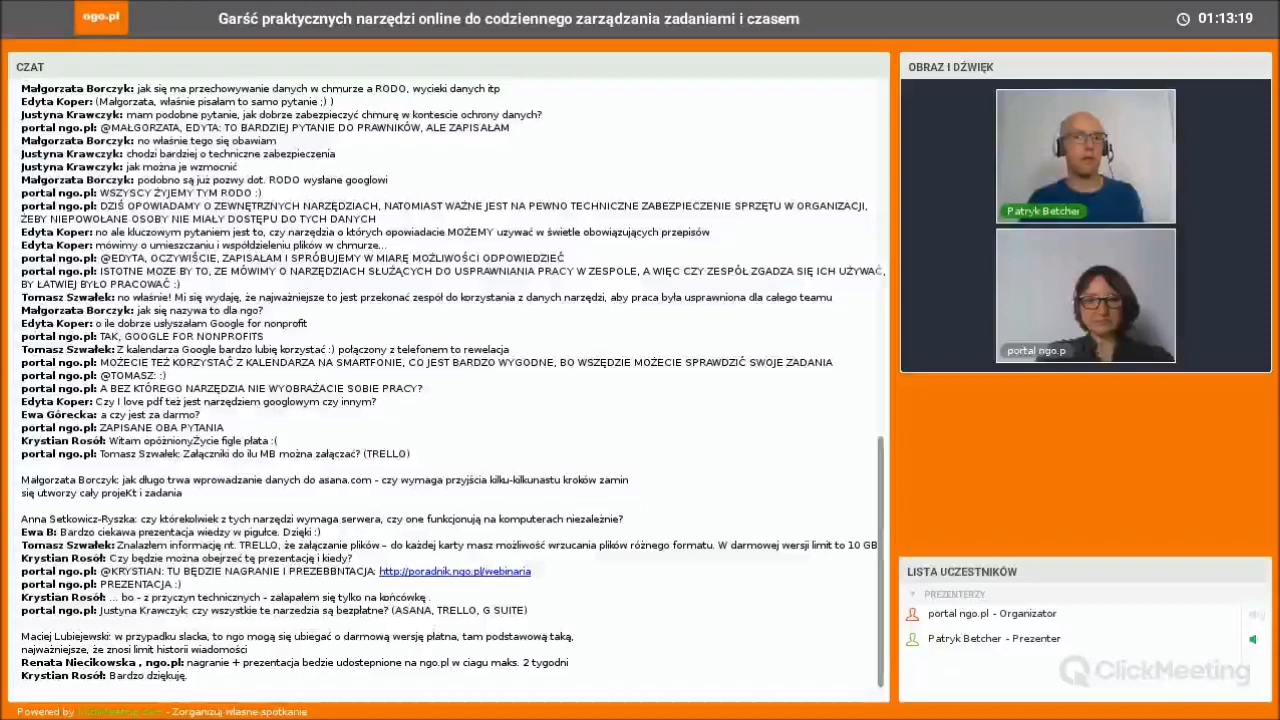 ngo.pl
Garść praktycznych narzędzi online do codziennego zarządzania zadaniami i czasem
01:13:19
CZAT
Małgorzata Borczyk: jak się ma przechowywanie danych w chmurze a RODO, wycieki danych itp
Edyta Koper: (Małgorzata, właśnie pisałam to samo pytanie ;) )
Justyna Krawczyk: mam podobne pytanie, jak dobrze zabezpieczyć chmurę w kontescie ochrony danych?
portal ngo.pl: @MAŁGORZATA, EDYTA: TO BARDZIEJ PYTANIE DO PRAWNIKÓW, ALE ZAPISAŁAM
Małgorzata Borczyk: no właśnie tego się obawiam
Justyna Krawczyk: chodzi bardziej o techniczne zabezpieczenia
Justyna Krawczyk: jak można je wzmocnić
Małgorzata Borczyk: podobno są już pozwy dot. RODO wysłane googlowi
portal ngo.pl: WSZYSCY ŻYJEMY TYM RODO :)
portal ngo.pl: DZIŚ OPOWIADAMY O ZEWNĘTRZNYCH NARZĘDZIACH, NATOMIAST WAŻNE JEST NA PEWNO TECHNICZNE ZABEZPIECZENIE SPRZĘTU W ORGANIZACJI,
ŻEBY NIEPOWOŁANE OSOBY NIE MIAŁY DOSTĘPU DO TYCH DANYCH
Edyta Koper: no ale kluczowym pytaniem jest to, czy narzędzia o których opowiadacie MOŻEMY uzywać w świetle obowiązujących przepisów
Edyta Koper: mówimy o umieszczaniu i współdzieleniu plików w chmurze...
portal ngo.pl: @EDYTA, OCZYWIŚCIE, ZAPISAŁAM I SPRÓBUJEMY W MIARĘ MOŻLIWOŚCI ODPOWIEDZIEĆ
portal ngo.pl: ISTOTNE MOZE BY TO, ZE MÓWIMY O NARZĘDZIACH SŁUŻĄCYCH DO USPRAWNIANIA PRACY W ZESPOLE, A WIĘC CZY ZESPÓŁ ZGADZA SIĘ ICH UŻYWAĆ,
BY ŁATWIEJ BYŁO PRACOWAĆ :)
Tomasz Szwałek: no właśnie! Mi się wydają, że najważniejsze to jest przekonać zespół do korzystania z danych narzędzi, aby praca była usprawniona dla całego teamu
Małgorzata Borczyk: jak się nazywa to dla ngo?
Edyta Koper: o ile dobrze usłyszałam Google for nonprofit
portal ngo.pl: TAK, GOOGLE FOR NONPROFITS
Tomasz Szwałek: Z kalendarza Google bardzo lubię korzystać :) połączony z telefonem to rewelacja
portal ngo.pl: MOŻECIE TEŻ KORZYSTAĆ Z KALENDARZA NA SMARTFONIE, CO JEST BARDZO WYGODNE, BO WSZĘDZIE MOŻECIE SPRAWDZIĆ SWOJE ZADANIA
portal ngo.pl: @TOMASZ: :)
portal ngo.pl: A BEZ KTÓREGO NARZĘDZIA NIE WYOBRAŻACIE SOBIE PRACY?
Edyta Koper: Czy I love pdf też jest narzędziem googlowym czy innym?
Ewa Górecka: a czy jest za darmo?
portal ngo.pl: ZAPISANE OBA PYTANIA
Krystian Rosół: Witam opóżnionyŻycie figle płata :(
portal ngo.pl: Tomasz Szwałek: Załączniki do ilu MB można załączać? (TRELLO)
Małgorzata Borczyk: jak długo trwa wprowadzanie danych do asana.com - czy wymaga przyjścia kilku-kilkunastu kroków zamin
się utworzy cały projeKt i zadania
Anna Setkowicz-Ryszka: czy którekolwiek z tych narzędzi wymaga serwera, czy one funkcjonują na komputerach niezależnie?
Ewa B: Bardzo ciekawa prezentacja wiedzy w pigułce. Dzięki :)
Tomasz Szwałek: Znalazłem informację nt. TRELLO, że załączanie plików – do każdej karty masz możliwość wrzucania plików różnego formatu. W darmowej wersji limit to 10 GB
Krystian Rosół: Czy będzie można obejrzeć tę prezentację i kiedy?
portal ngo.pl: @KRYSTIAN: TU BĘDZIE NAGRANIE I PREZEBBNTACJA: http://poradnik.ngo.pl/webinaria
portal ngo.pl: PREZENTACJA :)
Krystian Rosół: ... bo - z przyczyn technicznych - załapałem się tylko na końcówkę .
portal ngo.pl: Justyna Krawczyk: czy wszystkie te narzedzia są bezpłatne? (ASANA, TRELLO, G SUITE)
Maciej Lubiejewski: w przypadku slacka, to ngo mogą się ubiegać o darmową wersję płatna, tam podstawową taką,
najważniejsze, że znosi limit historii wiadomości
Renata Niecikowska , ngo.pl: nagranie + prezentacja bedzie udostepnione na ngo.pl w ciagu maks. 2 tygodni
Krystian Rosół: Bardzo dziękuję.
OBRAZ I DŹWIĘK
Patryk Betcher
portal ngo.p
LISTA UCZESTNIKÓW
PREZENTERZY
portal ngo.pl - Organizator
Patryk Betcher - Prezenter
ClickMeeting
Powered by ClickMeeting.com - Zorganizuj własne spotkanie